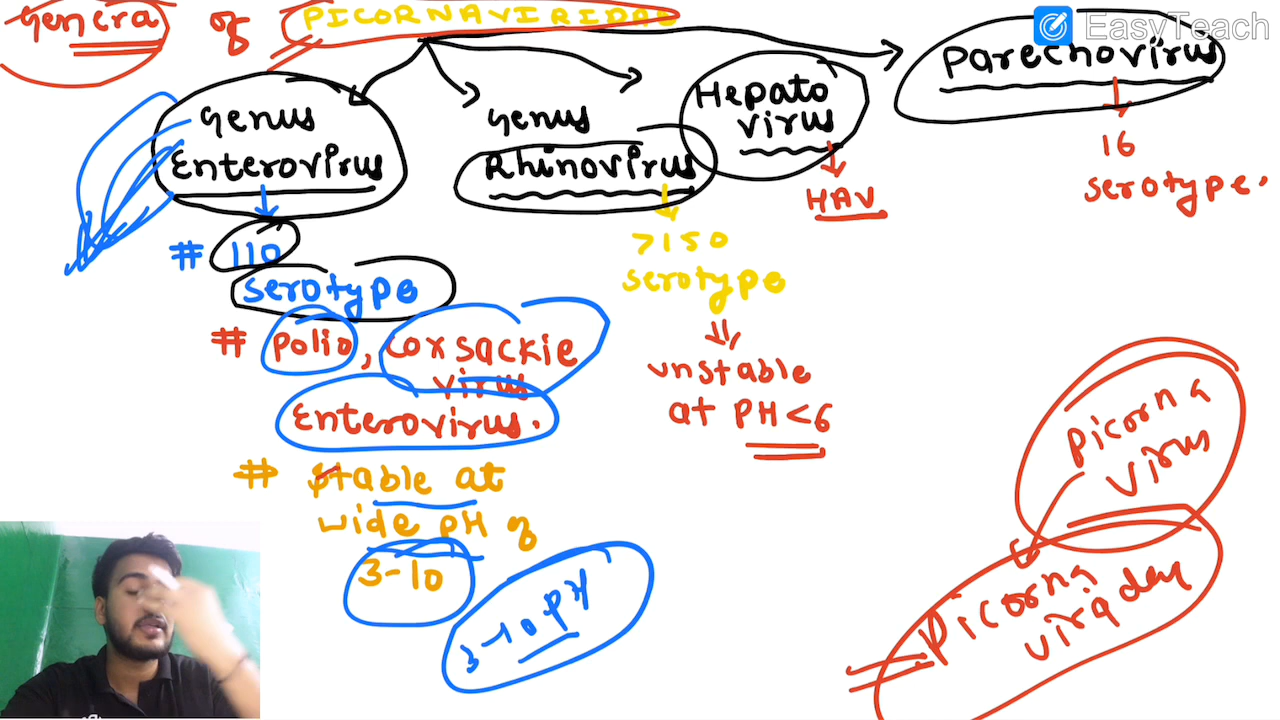 Genera of PICORNAVIRIDAE
EasyTeach
Genus
Enterovirus
# 110
serotype
# polio, coxsackie
virus
Enterovirus.
# stable at
wide pH of
3-10
3-10 pH
Genus
Rhinovirus
>150
serotype
unstable
at PH<6
Hepato
virus
HAV
Parechovirus
16
serotype.
Picorna
virus
Picorna
viraday